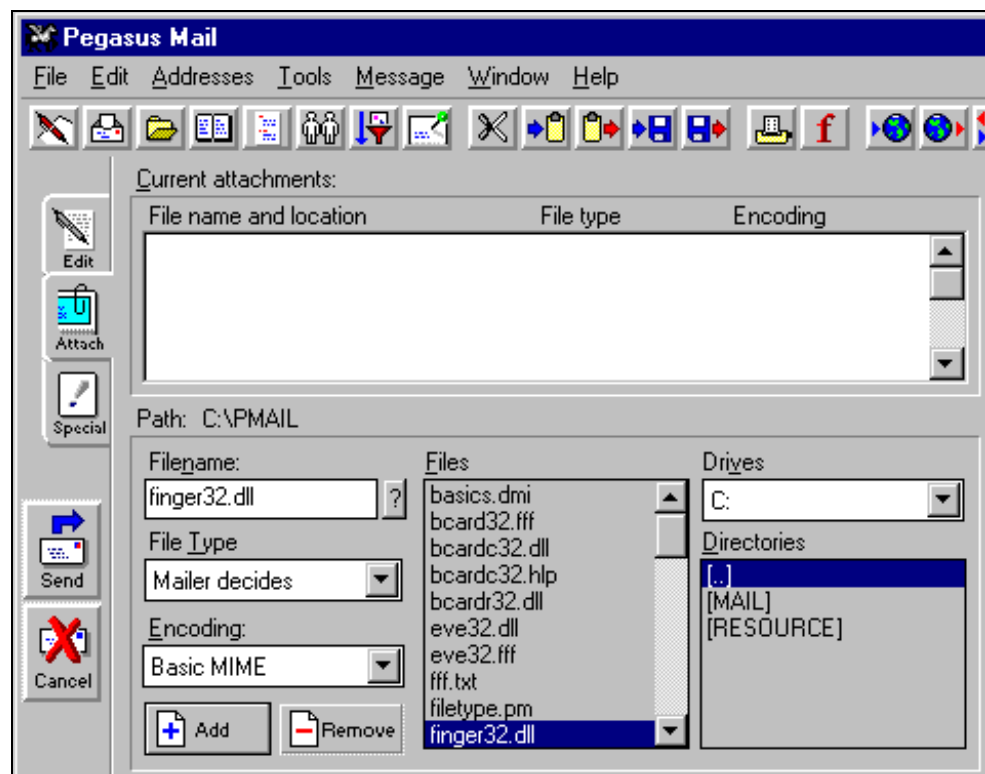 Pegasus Mail
File Edit Addresses Tools Message Window Help
f
Current attachments:
File name and location File type Encoding
Edit
Attach
Special
Path: C:\PMAIL
Filename:
finger32.dll ?
File Type
Mailer decides
Encoding:
Basic MIME
Add Remove
Files
basics.dmi
bcard32.fff
bcardc32.dll
bcardc32.hlp
bcardr32.dll
eve32.dll
eve32.fff
fff.txt
filetype.pm
finger32.dll
Drives
C:
Directories
[..]
[MAIL]
[RESOURCE]
Send
Cancel